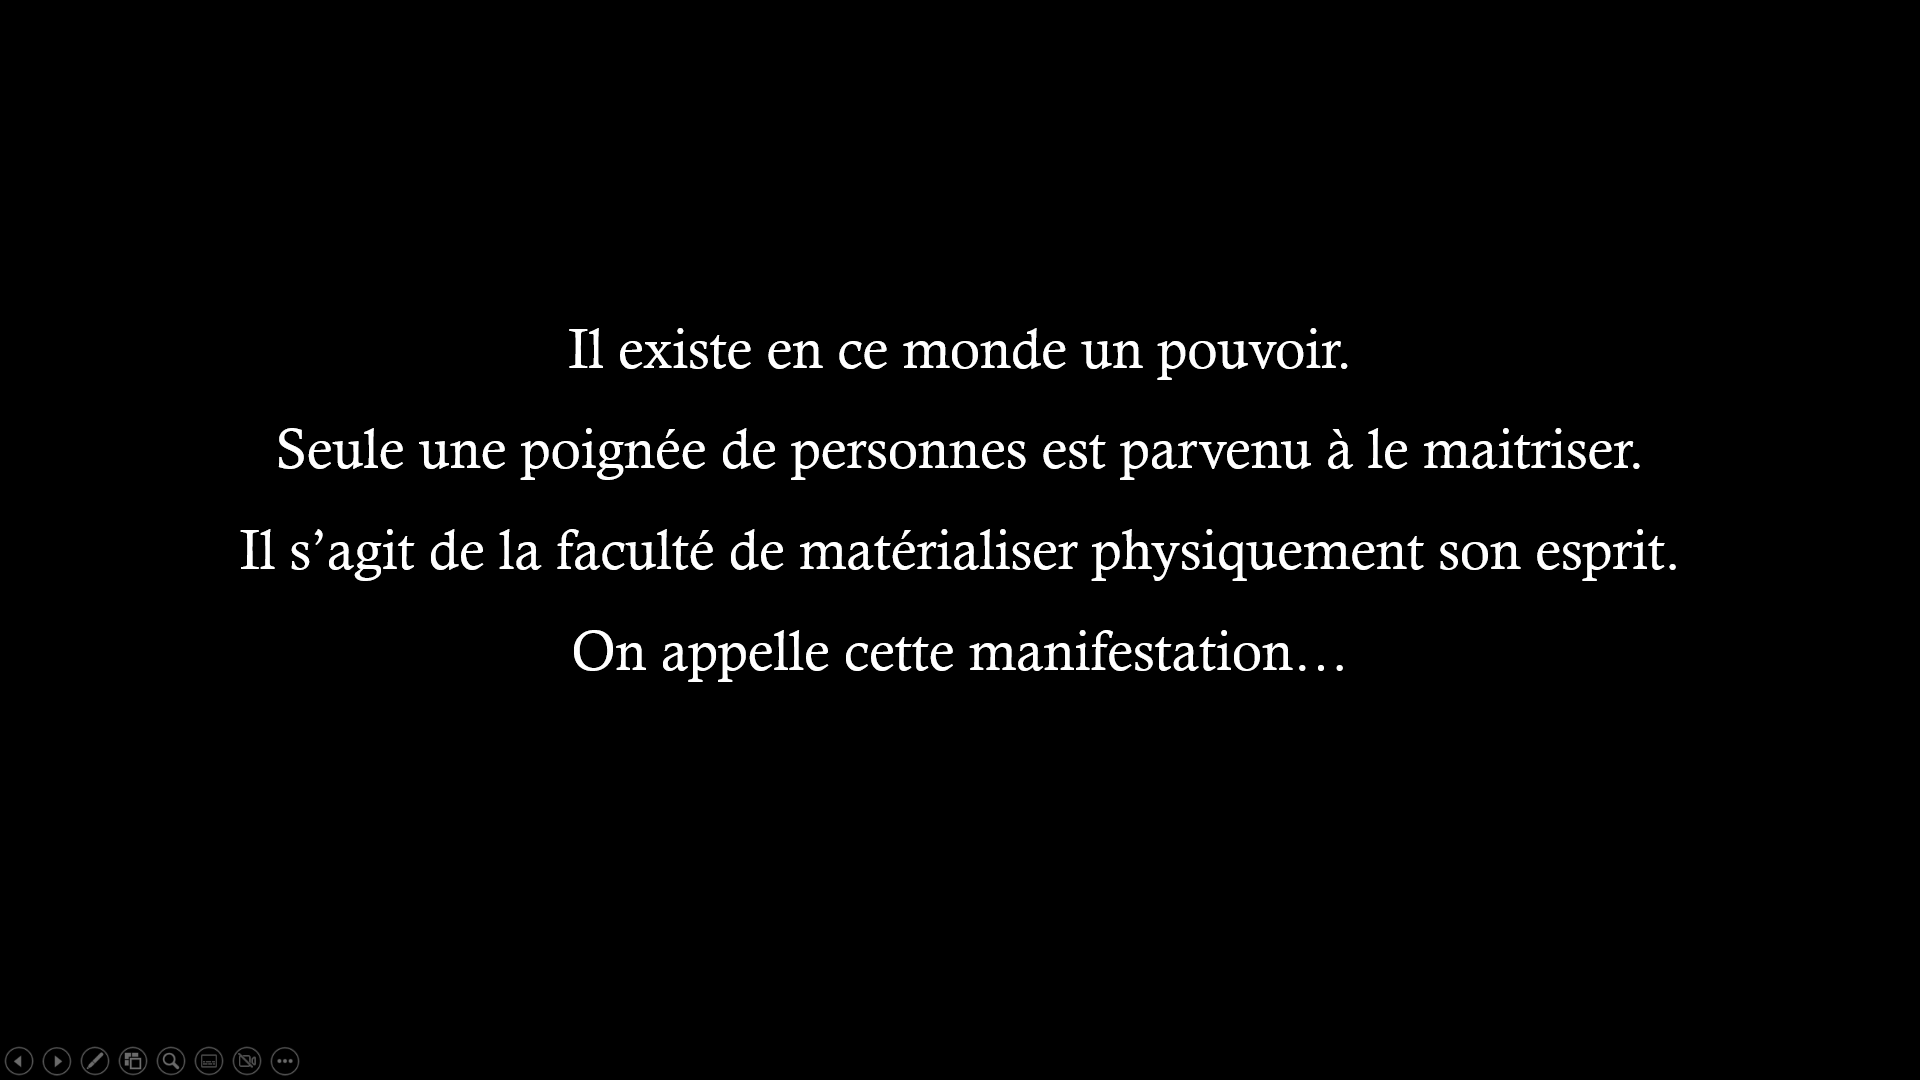 Il existe en ce monde un pouvoir.
Seule une poignée de personnes est parvenu à le maitriser.
Il s’agit de la faculté de matérialiser physiquement son esprit.
On appelle cette manifestation…